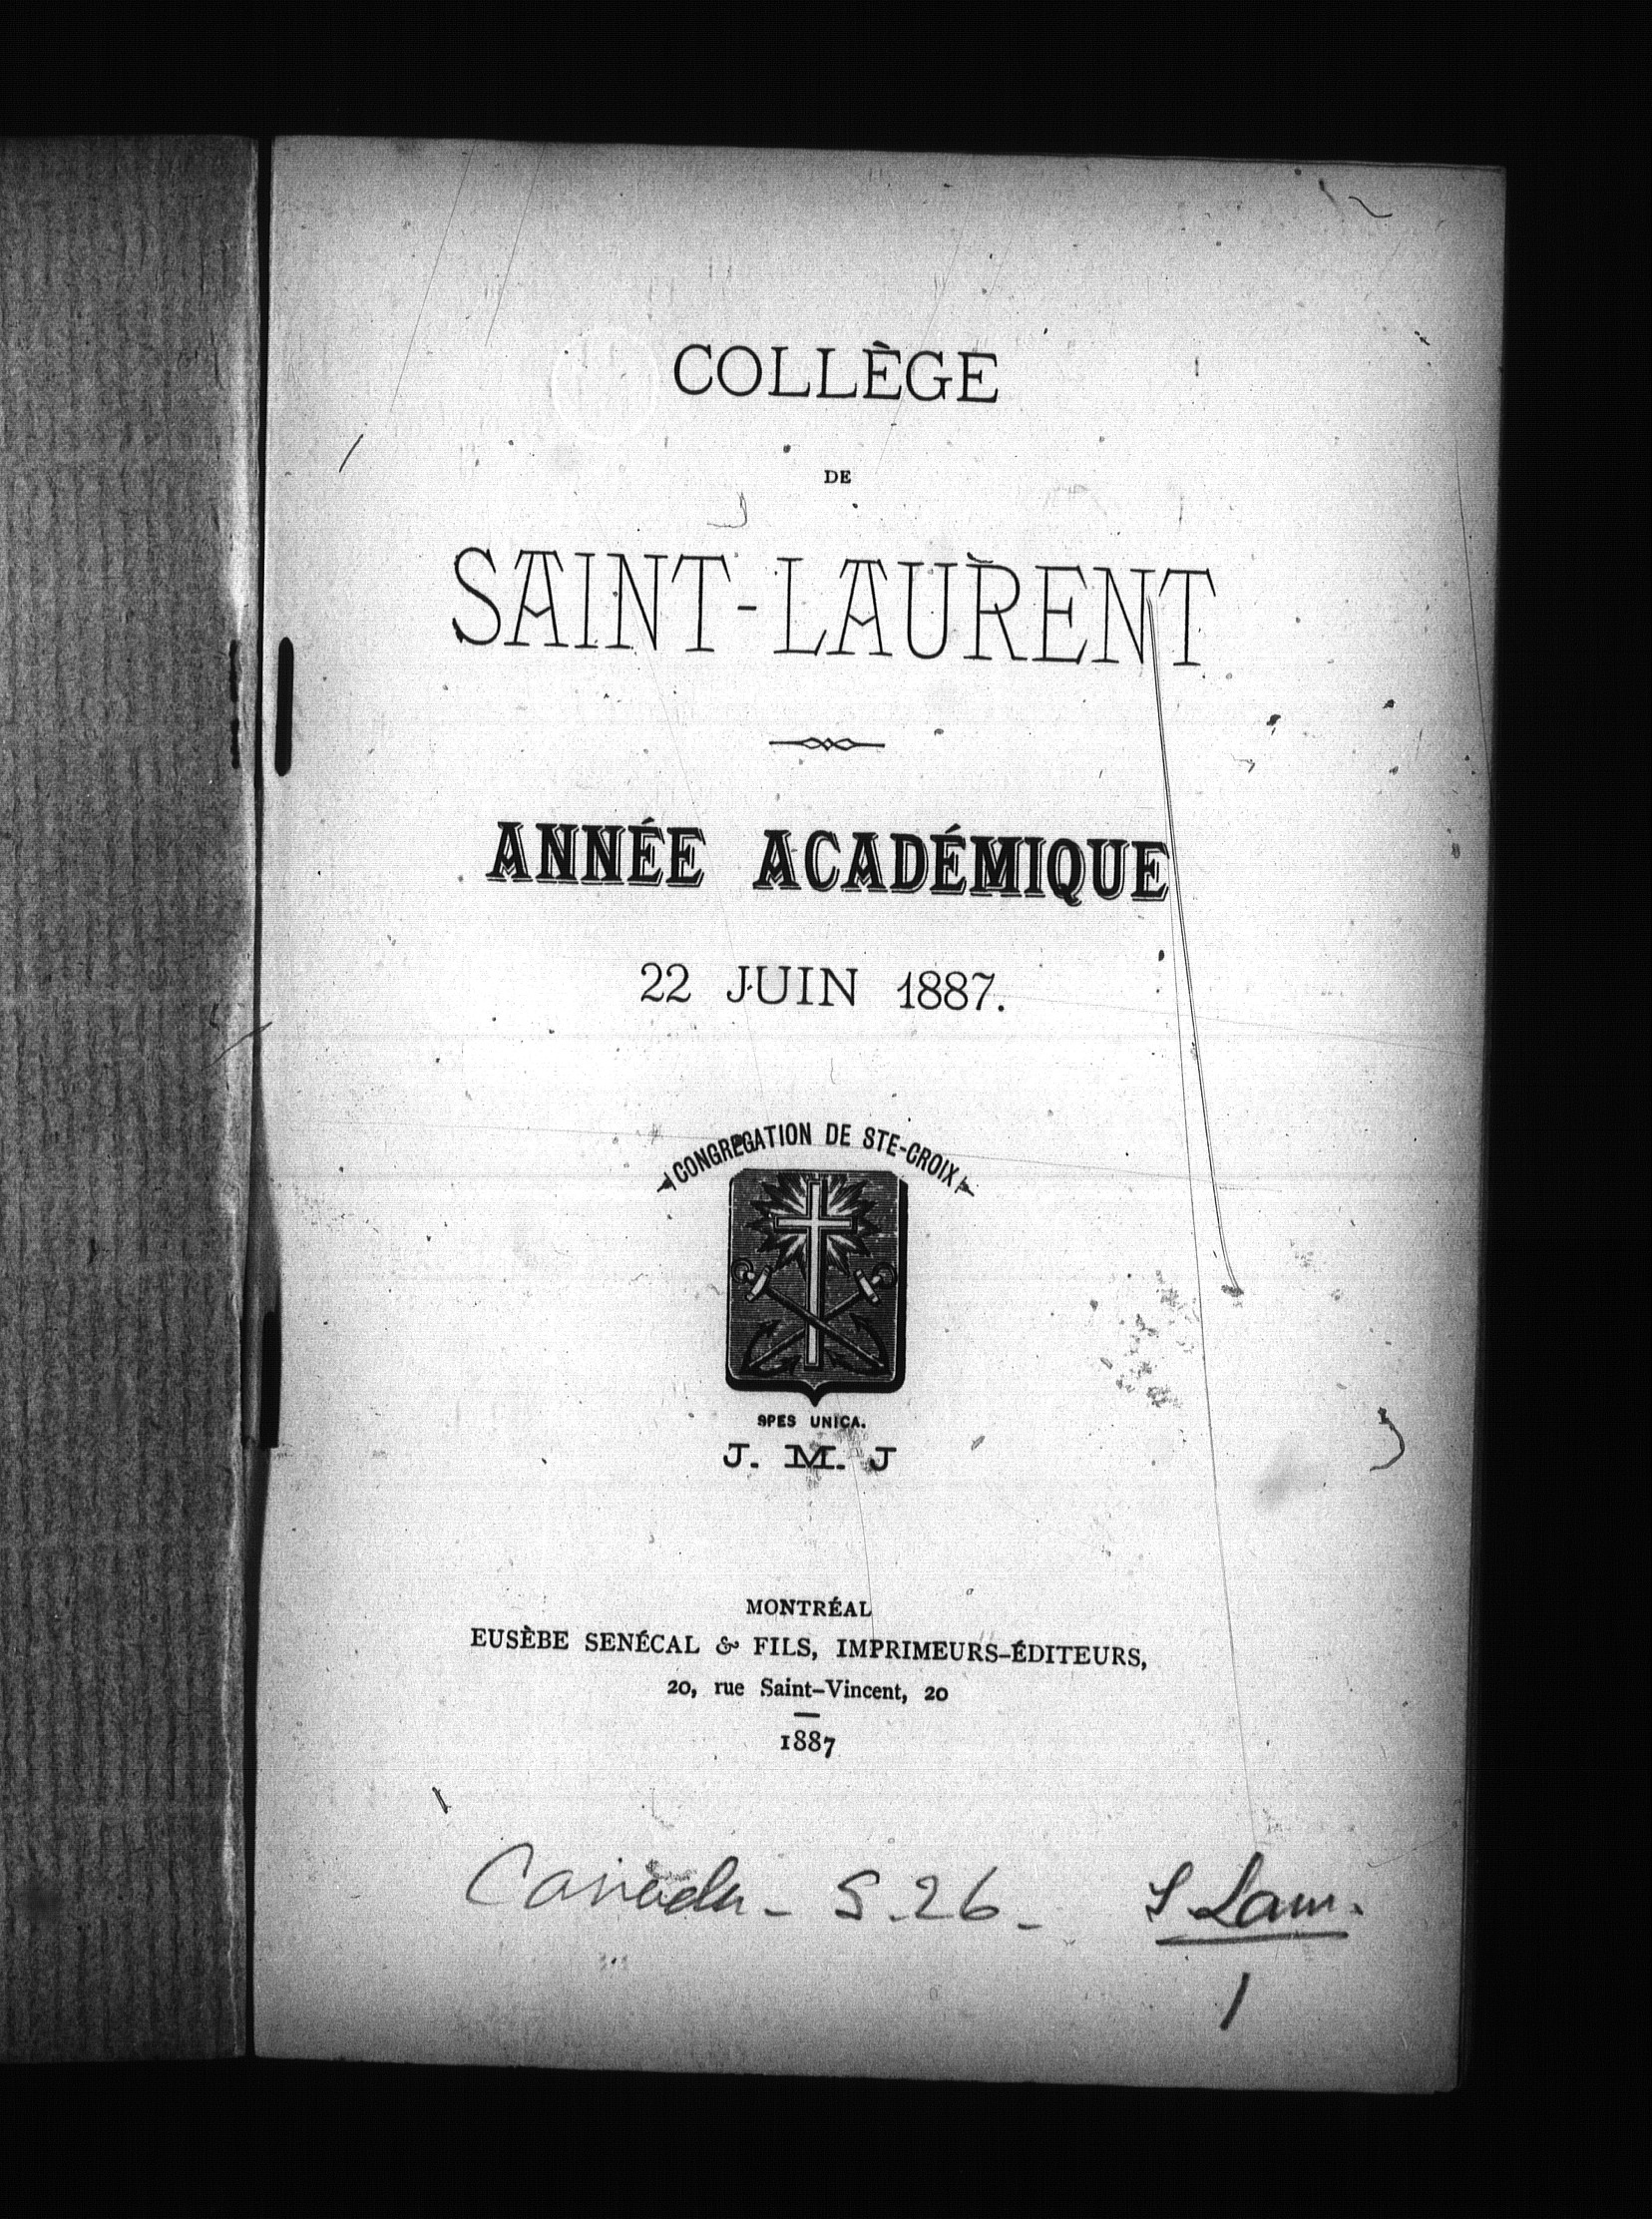 COLLÈGE
DE
SAINT-LAURENT
ANNÉE ACADÉMIQUE
22 JUIN 1887.
CONGREGATION DE STE-CROIX
SPES UNICA.
J. M. J
MONTRÉAL
EUSÈBE SENÉCAL & FILS, IMPRIMEURS-ÉDITEURS,
20, rue Saint-Vincent, 20
1887
Canada - S. 26 - S. Laur.
1